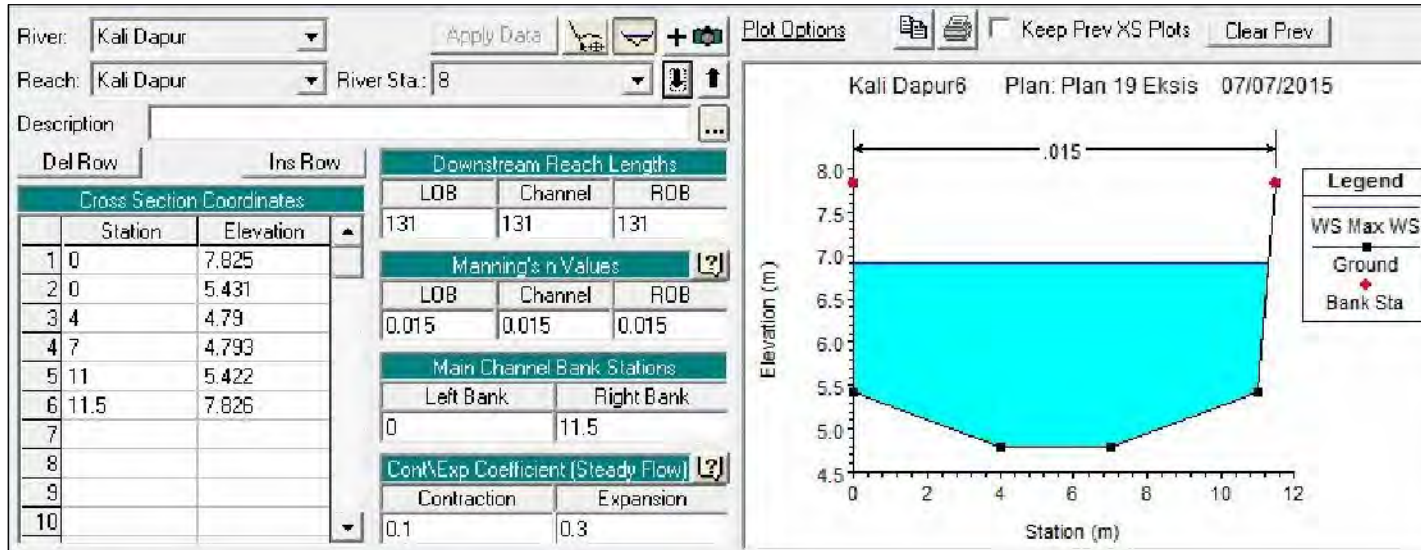 River: Kali Dapur Apply Data
Reach: Kali Dapur River Sta.: 8
Description ...
Del Row Ins Row
Cross Section Coordinates
Station Elevation
1 0 7.825
2 0 5.431
3 4 4.79
4 7 4.793
5 11 5.422
6 11.5 7.826
7
8
9
10
Downstream Reach Lengths
LOB Channel ROB
131 131 131
Manning's n Values ?
LOB Channel ROB
0.015 0.015 0.015
Main Channel Bank Stations
Left Bank Right Bank
0 11.5
Cont\Exp Coefficient (Steady Flow) ?
Contraction Expansion
0.1 0.3
Plot Options Keep Prev XS Plots Clear Prev
Kali Dapur6 Plan: Plan 19 Eksis 07/07/2015
.015
8.0
7.5
7.0
6.5
6.0
5.5
5.0
4.5
Elevation (m)
0 2 4 6 8 10 12
Station (m)
Legend
WS Max WS
Ground
Bank Sta